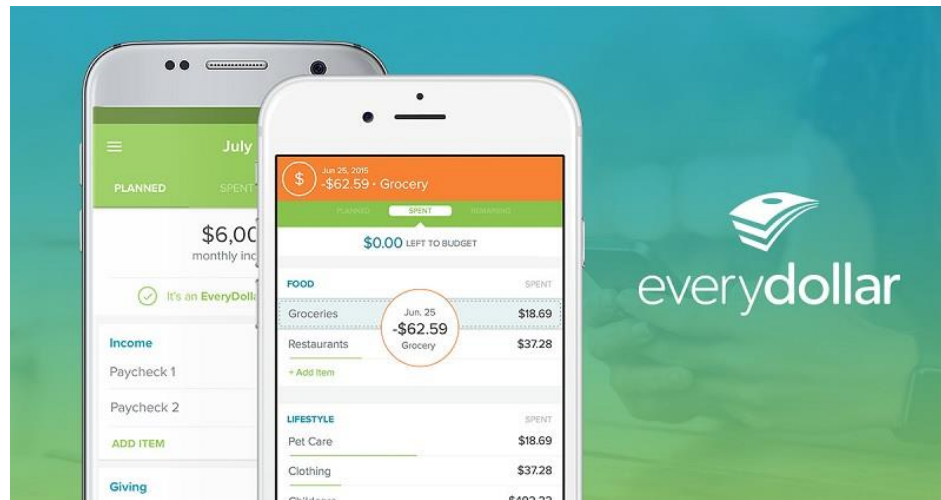 July
PLANNED SPENT
$6,00
monthly inc
It's an EveryDolla
Income
Paycheck 1
Paycheck 2
ADD ITEM
Giving
$
Jun 25, 2015
-$62.59 · Grocery
PLANNED SPENT REMAINING
$0.00 LEFT TO BUDGET
FOOD SPENT
Groceries $18.69
Restaurants $37.28
+ Add Item
Jun. 25
-$62.59
Grocery
LIFESTYLE SPENT
Pet Care $18.69
Clothing $37.28
everydollar